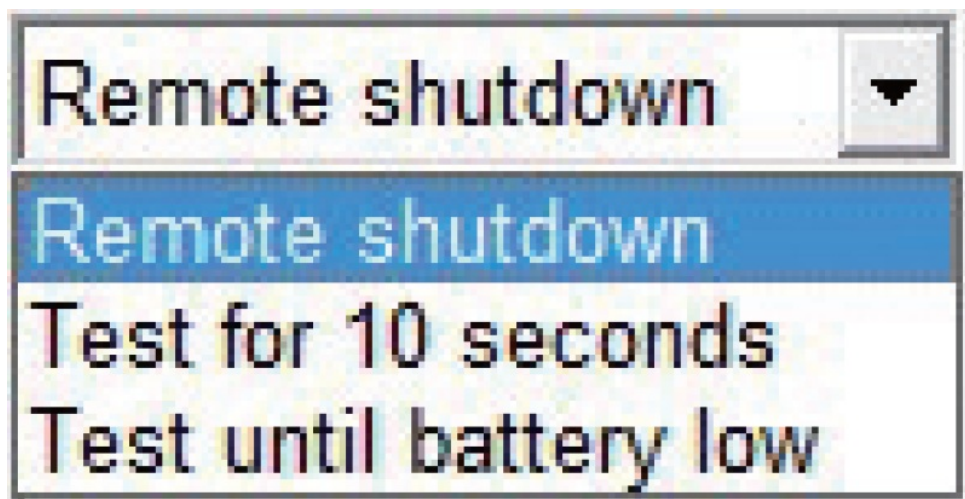 Remote shutdown
Remote shutdown
Test for 10 seconds
Test until battery low